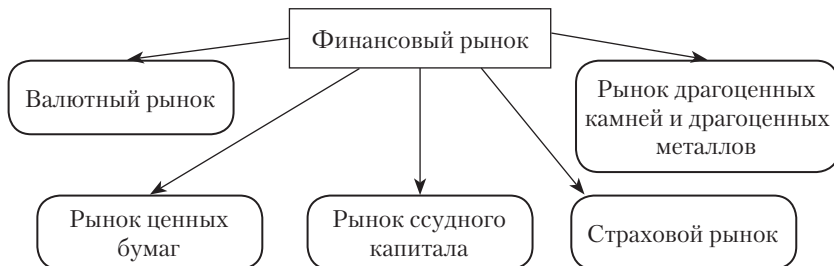 Финансовый рынок
Валютный рынок
Рынок драгоценных
камней и драгоценных
металлов
Рынок ценных
бумаг
Рынок ссудного
капитала
Страховой рынок